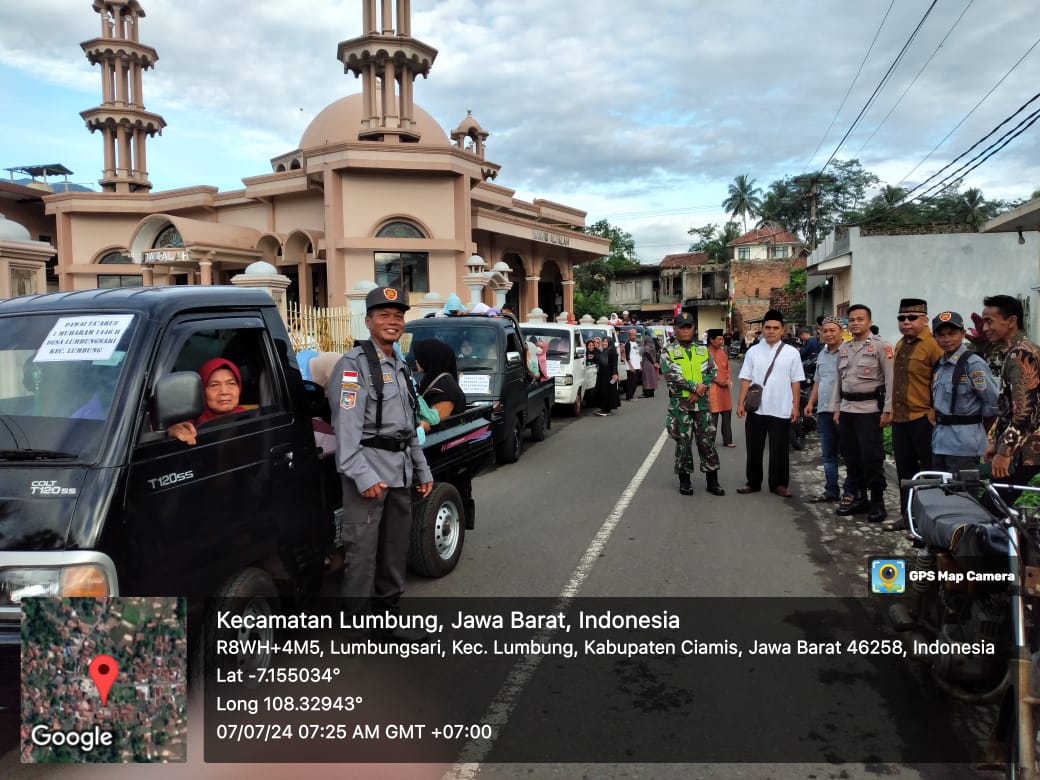 MASJID ALFALAH
PAWAI TA'ARUF
1 MUHARAM 1446 H
DESA LUMBUNGSARI
KEC. LUMBUNG
COLT
T120SS
T120SS
GPS Map Camera
Kecamatan Lumbung, Jawa Barat, Indonesia
R8WH+4M5, Lumbungsari, Kec. Lumbung, Kabupaten Ciamis, Jawa Barat 46258, Indonesia
Lat -7.155034°
Long 108.32943°
07/07/24 07:25 AM GMT +07:00
Google